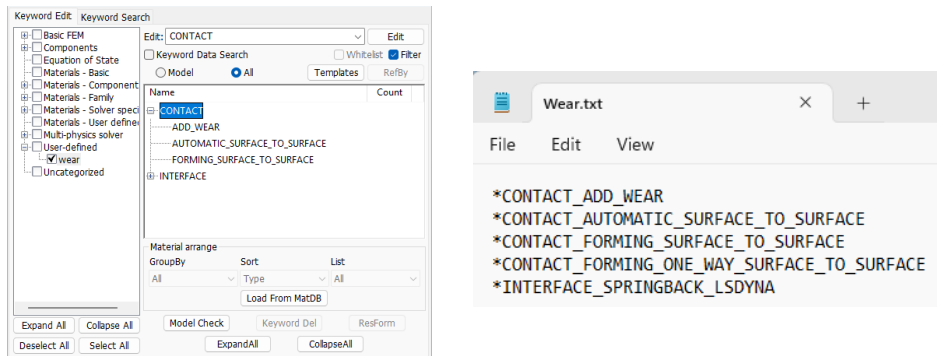 Keyword Edit Keyword Search
Basic FEM
Components
Equation of State
Materials - Basic
Materials - Component
Materials - Family
Materials - Solver speci
Materials - User define
Multi-physics solver
User-defined
wear
Uncategorized
Expand All Collapse All
Deselect All Select All
Edit: CONTACT Edit
Keyword Data Search Whitelist Filter
Model All Templates RefBy
Name Count
CONTACT
ADD_WEAR
AUTOMATIC_SURFACE_TO_SURFACE
FORMING_SURFACE_TO_SURFACE
INTERFACE
Material arrange
GroupBy Sort List
All Type All
Load From MatDB
Model Check Keyword Del ResForm
ExpandAll CollapseAll
Wear.txt
File Edit View
*CONTACT_ADD_WEAR
*CONTACT_AUTOMATIC_SURFACE_TO_SURFACE
*CONTACT_FORMING_SURFACE_TO_SURFACE
*CONTACT_FORMING_ONE_WAY_SURFACE_TO_SURFACE
*INTERFACE_SPRINGBACK_LSDYNA